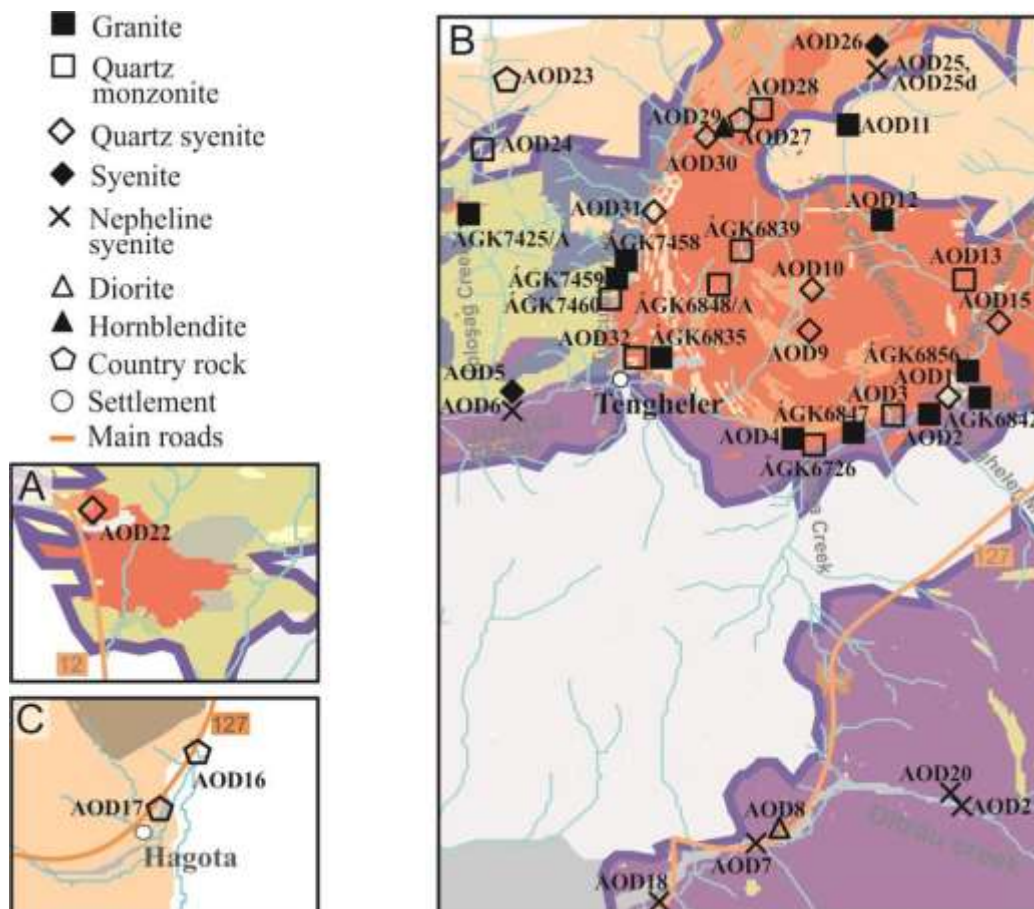 Granite
Quartz
monzonite
Quartz syenite
Syenite
Nepheline
syenite
Diorite
Hornblendite
Country rock
Settlement
Main roads
A
AOD22
12
C
127
AOD16
AOD17
Hagota
B
AOD23
AOD26
AOD25,
AOD25d
AOD28
AOD29
AOD27
AOD11
AOD24
AOD30
AOD31
AOD12
ÁGK6839
ÁGK7425/A
ÁGK7458
AOD13
AOD10
ÁGK7459
ÁGK7460
ÁGK6848/A
AOD15
AOD32
ÁGK6835
AOD9
ÁGK6856
AOD5
AOD1
AOD3
AOD6
Tengheler
ÁGK6847
ÁGK6842
AOD4
AOD2
ÁGK6726
Creek
127
AOD20
AOD8
AOD2
creek
AOD7
AOD18